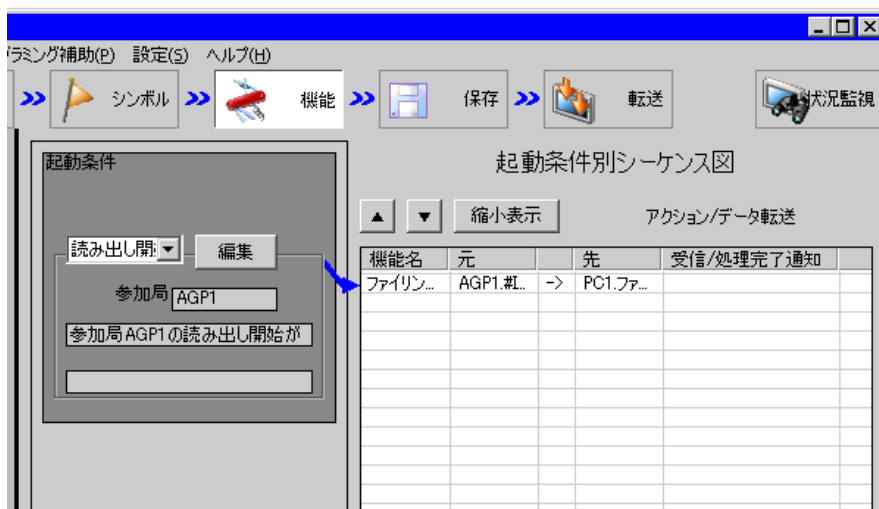 ラミング補助(P) 設定(S) ヘルプ(H)
シンボル 機能 保存 転送 状況監視
起動条件
起動条件別シーケンス図
縮小表示 アクション/データ転送
読み出し開 編集
機能名 元 先 受信/処理完了通知
ファイリン... AGP1.#I... -> PC1.ファ...
参加局 AGP1
参加局AGP1の読み出し開始が